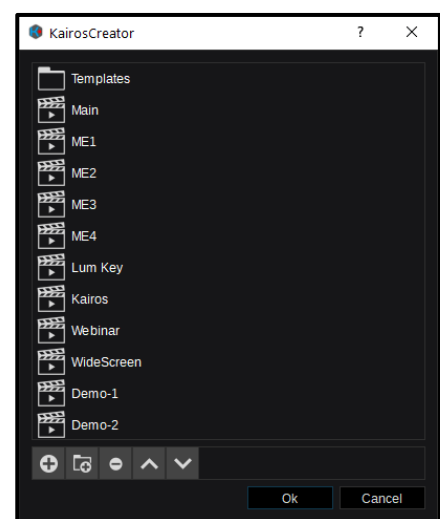 KairosCreator ?
Templates
Main
ME1
ME2
ME3
ME4
Lum Key
Kairos
Webinar
WideScreen
Demo-1
Demo-2
Ok Cancel